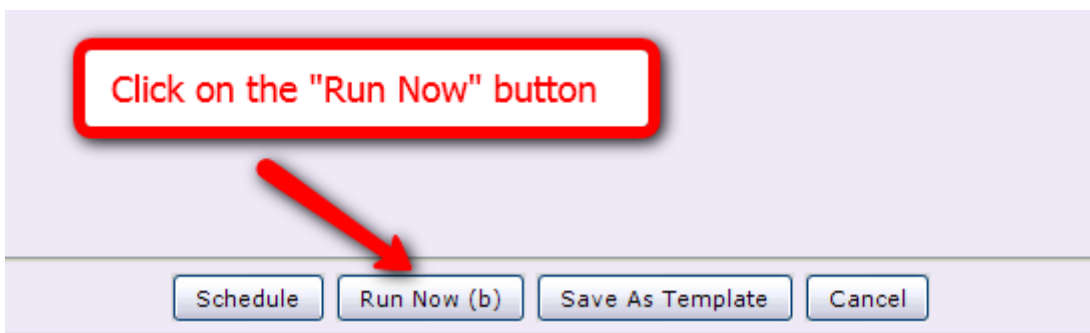 Click on the "Run Now" button
Schedule Run Now (b) Save As Template Cancel